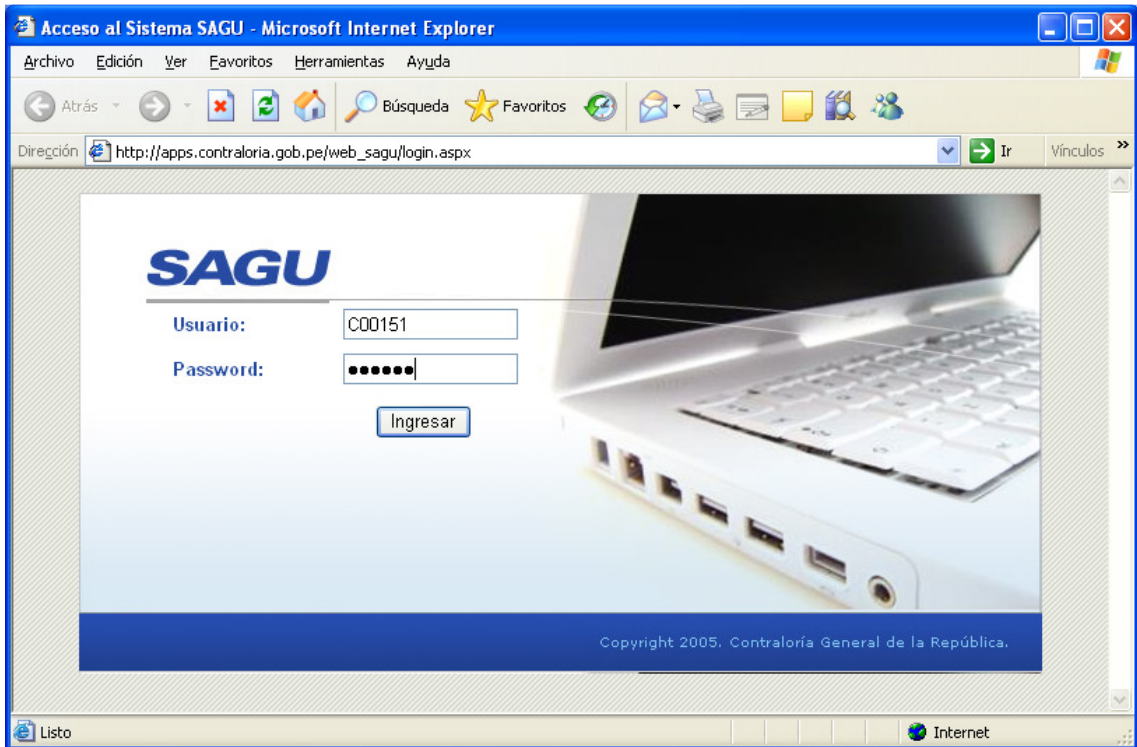 Acceso al Sistema SAGU - Microsoft Internet Explorer
Archivo Edición Ver Favoritos Herramientas Ayuda
Atrás Búsqueda Favoritos
Dirección http://apps.contraloria.gob.pe/web_sagu/login.aspx Ir Vínculos »
SAGU
Usuario: C00151
Password: ●●●●●●
Ingresar
Copyright 2005. Contraloría General de la República.
Listo Internet